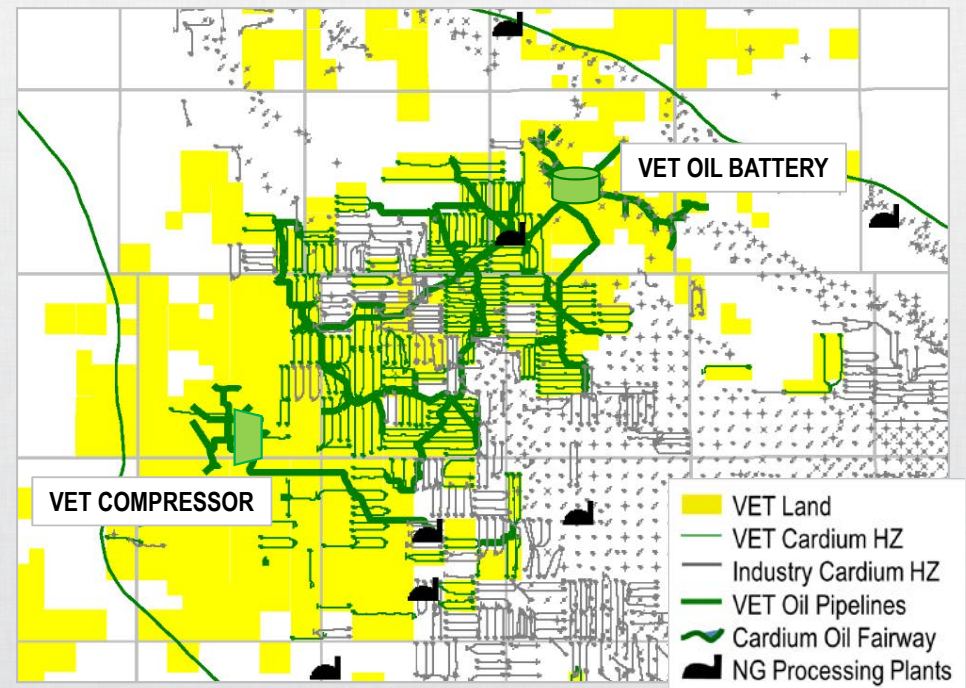 VET OIL BATTERY
VET COMPRESSOR
VET Land
VET Cardium HZ
Industry Cardium HZ
VET Oil Pipelines
Cardium Oil Fairway
NG Processing Plants